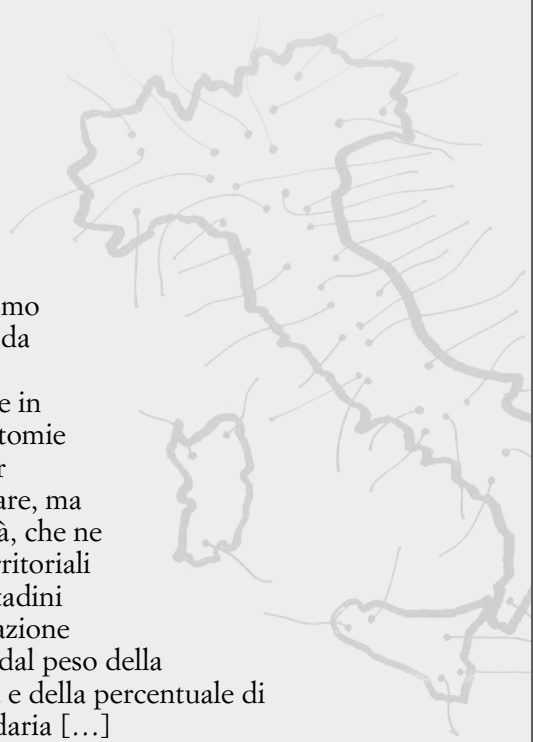 mo
da
e in
tomie
r
are, ma
à, che ne
ritoriali
tadini
azione
dal peso della
e della percentuale di
daria […]